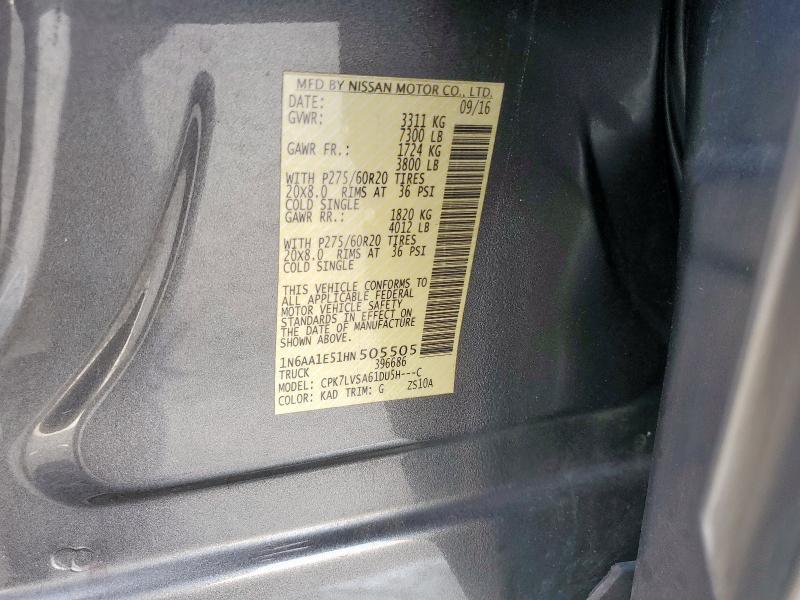 MFD BY NISSAN MOTOR CO., LTD.
DATE: 09/16
GVWR: 3311 KG
7300 LB
GAWR FR.: 1724 KG
3800 LB
WITH P275/60R20 TIRES
20X8.0 RIMS AT 36 PSI
COLD SINGLE
GAWR RR.: 1820 KG
4012 LB
WITH P275/60R20 TIRES
20X8.0 RIMS AT 36 PSI
COLD SINGLE
THIS VEHICLE CONFORMS TO
ALL APPLICABLE FEDERAL
MOTOR VEHICLE SAFETY
STANDARDS IN EFFECT ON
THE DATE OF MANUFACTURE
SHOWN ABOVE.
1N6AA1E51HN505505
TRUCK 396686
MODEL: CPK7LVSA61DU5H---C
COLOR: KAD TRIM: G ZS10A